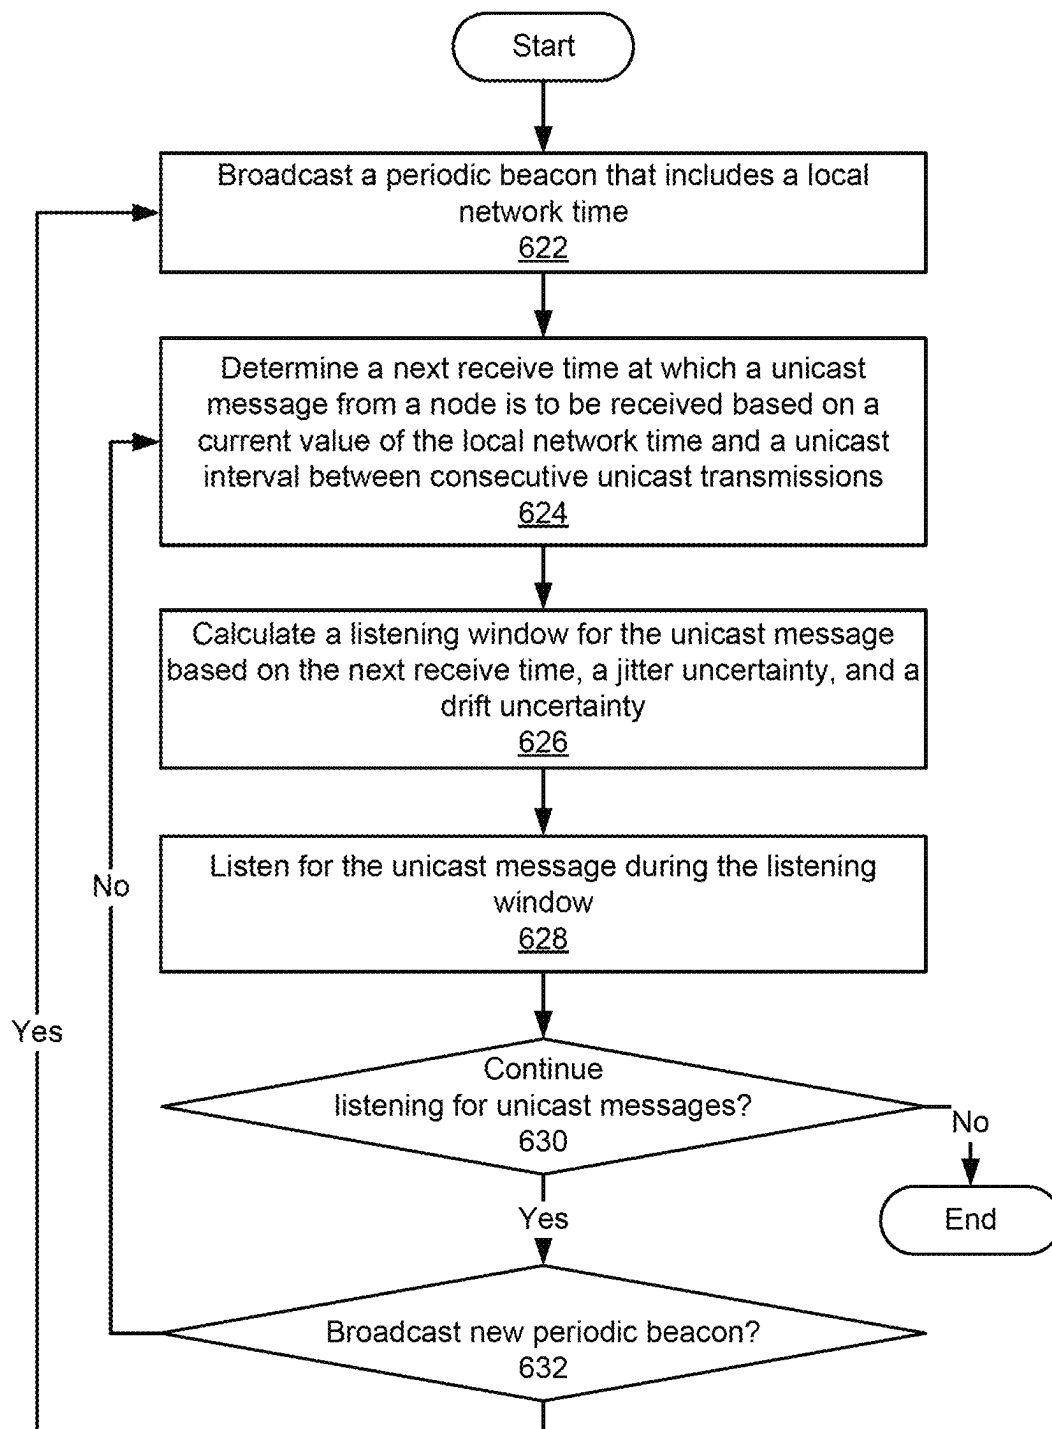 Start
Broadcast a periodic beacon that includes a local
network time
622
Determine a next receive time at which a unicast
message from a node is to be received based on a
current value of the local network time and a unicast
interval between consecutive unicast transmissions
624
Calculate a listening window for the unicast message
based on the next receive time, a jitter uncertainty, and a
drift uncertainty
626
Listen for the unicast message during the listening
window
628
No
Yes
Continue
listening for unicast messages?
630
No
End
Yes
Broadcast new periodic beacon?
632